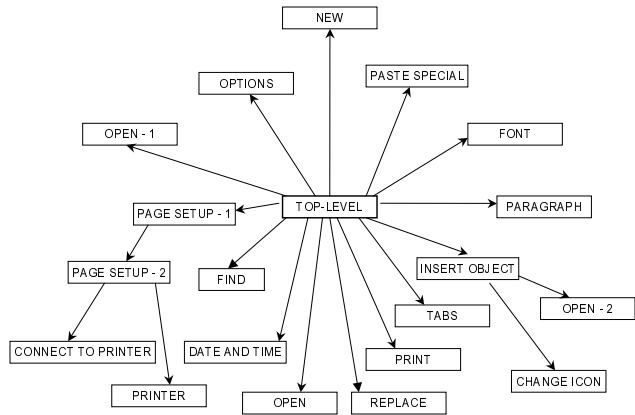 NEW
PASTE SPECIAL
OPTIONS
OPEN - 1
FONT
TOP-LEVEL
PARAGRAPH
PAGE SETUP - 1
PAGE SETUP - 2
FIND
INSERT OBJECT
OPEN - 2
TABS
CONNECT TO PRINTER
DATE AND TIME
PRINT
CHANGE ICON
PRINTER
OPEN
REPLACE